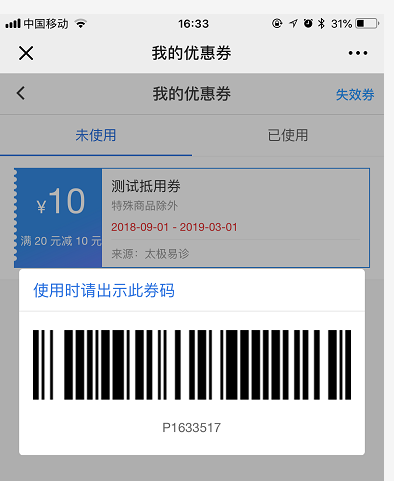 中国移动 16:33 31%
我的优惠券
我的优惠券 失效券
未使用 已使用
¥10
满 20 元减 10 元
测试抵用券
特殊商品除外
2018-09-01 - 2019-03-01
来源：太极易诊
使用时请出示此券码
P1633517